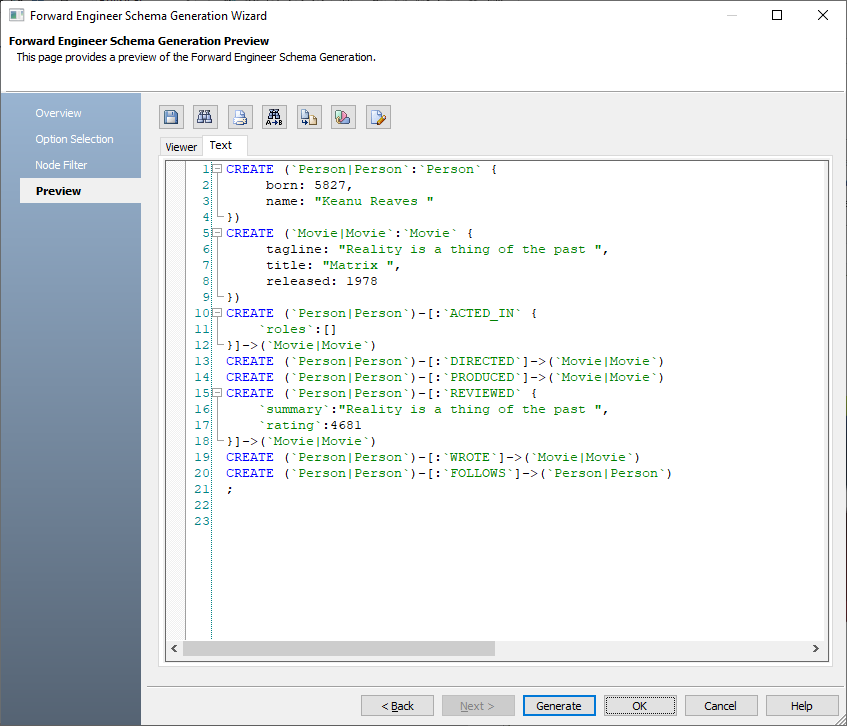 Forward Engineer Schema Generation Wizard
Forward Engineer Schema Generation Preview
This page provides a preview of the Forward Engineer Schema Generation.
Overview
Option Selection
Node Filter
Preview
A→B
Viewer Text
1 CREATE (`Person|Person`:`Person` {
2 born: 5827,
3 name: "Keanu Reaves "
4 })
5 CREATE (`Movie|Movie`:`Movie` {
6 tagline: "Reality is a thing of the past ",
7 title: "Matrix ",
8 released: 1978
9 })
10 CREATE (`Person|Person`)-[:`ACTED_IN` {
11 `roles`:[]
12 }]->(`Movie|Movie`)
13 CREATE (`Person|Person`)-[:`DIRECTED`]->(`Movie|Movie`)
14 CREATE (`Person|Person`)-[:`PRODUCED`]->(`Movie|Movie`)
15 CREATE (`Person|Person`)-[:`REVIEWED` {
16 `summary`:"Reality is a thing of the past ",
17 `rating`:4681
18 }]->(`Movie|Movie`)
19 CREATE (`Person|Person`)-[:`WROTE`]->(`Movie|Movie`)
20 CREATE (`Person|Person`)-[:`FOLLOWS`]->(`Person|Person`)
21 ;
22
23
< Back Next > Generate OK Cancel Help